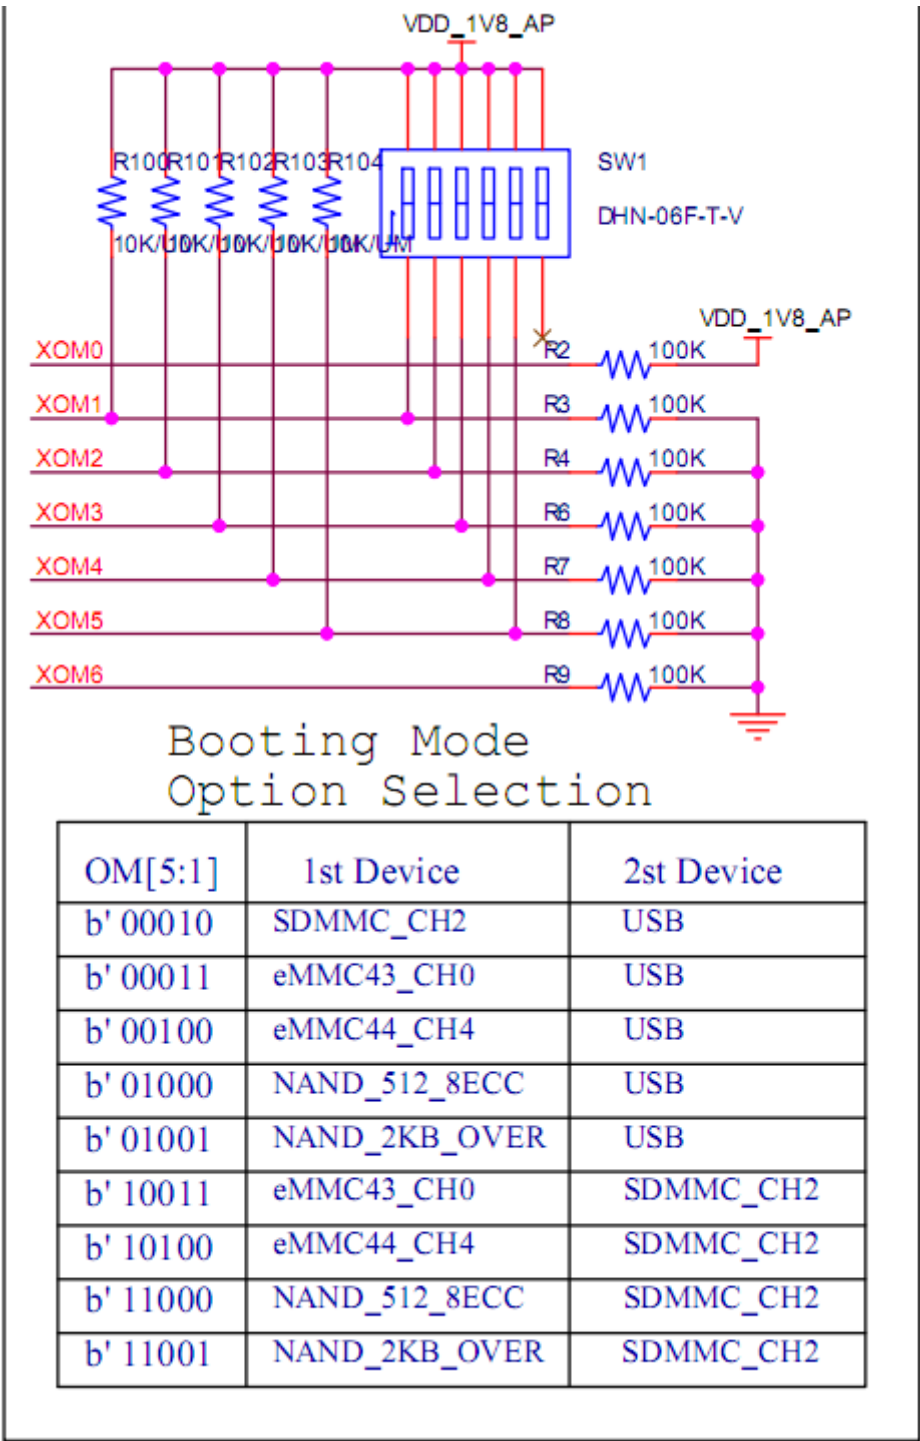 VDD_1V8_AP
R100 R101 R102 R103 R104
SW1
DHN-06F-T-V
10K/UM
VDD_1V8_AP
XOM0 R2 100K
XOM1 R3 100K
XOM2 R4 100K
XOM3 R6 100K
XOM4 R7 100K
XOM5 R8 100K
XOM6 R9 100K
Booting Mode
Option Selection
OM[5:1] 1st Device 2st Device
b' 00010 SDMMC_CH2 USB
b' 00011 eMMC43_CH0 USB
b' 00100 eMMC44_CH4 USB
b' 01000 NAND_512_8ECC USB
b' 01001 NAND_2KB_OVER USB
b' 10011 eMMC43_CH0 SDMMC_CH2
b' 10100 eMMC44_CH4 SDMMC_CH2
b' 11000 NAND_512_8ECC SDMMC_CH2
b' 11001 NAND_2KB_OVER SDMMC_CH2